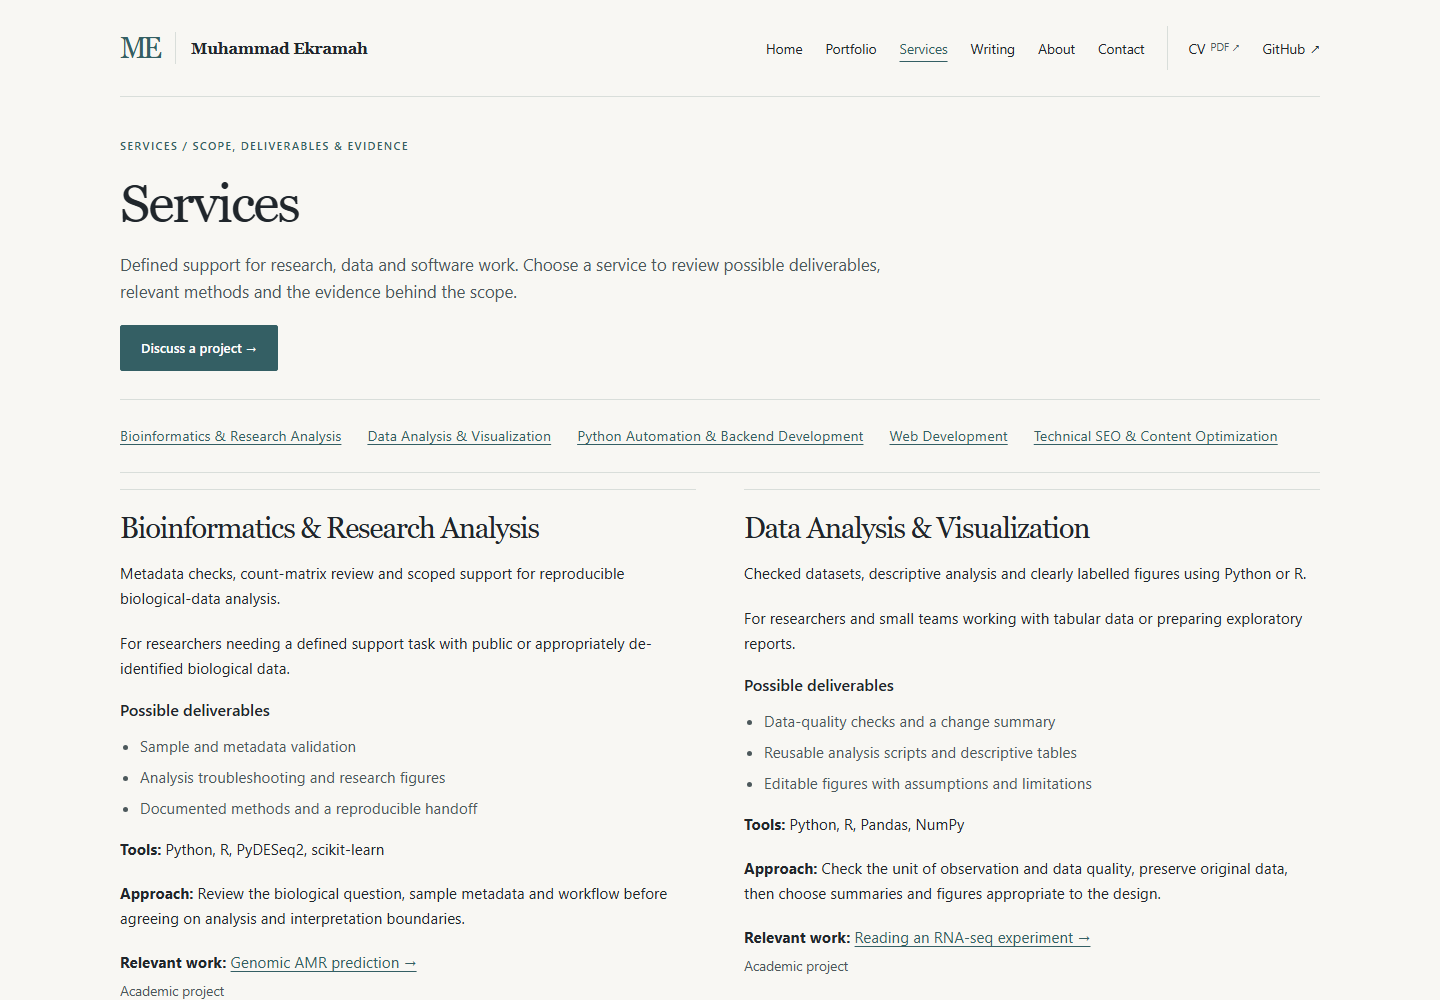 ME
Muhammad Ekramah
Home
Portfolio
Services
Writing
About
Contact
CV PDF ↗
GitHub ↗
SERVICES / SCOPE, DELIVERABLES & EVIDENCE
Services
Defined support for research, data and software work. Choose a service to review possible deliverables,
relevant methods and the evidence behind the scope.
Discuss a project →
Bioinformatics & Research Analysis
Data Analysis & Visualization
Python Automation & Backend Development
Web Development
Technical SEO & Content Optimization
Bioinformatics & Research Analysis
Metadata checks, count-matrix review and scoped support for reproducible
biological-data analysis.
For researchers needing a defined support task with public or appropriately de-
identified biological data.
Possible deliverables
• Sample and metadata validation
• Analysis troubleshooting and research figures
• Documented methods and a reproducible handoff
Tools: Python, R, PyDESeq2, scikit-learn
Approach: Review the biological question, sample metadata and workflow before
agreeing on analysis and interpretation boundaries.
Relevant work: Genomic AMR prediction →
Academic project
Data Analysis & Visualization
Checked datasets, descriptive analysis and clearly labelled figures using Python or R.
For researchers and small teams working with tabular data or preparing exploratory
reports.
Possible deliverables
• Data-quality checks and a change summary
• Reusable analysis scripts and descriptive tables
• Editable figures with assumptions and limitations
Tools: Python, R, Pandas, NumPy
Approach: Check the unit of observation and data quality, preserve original data,
then choose summaries and figures appropriate to the design.
Relevant work: Reading an RNA-seq experiment →
Academic project